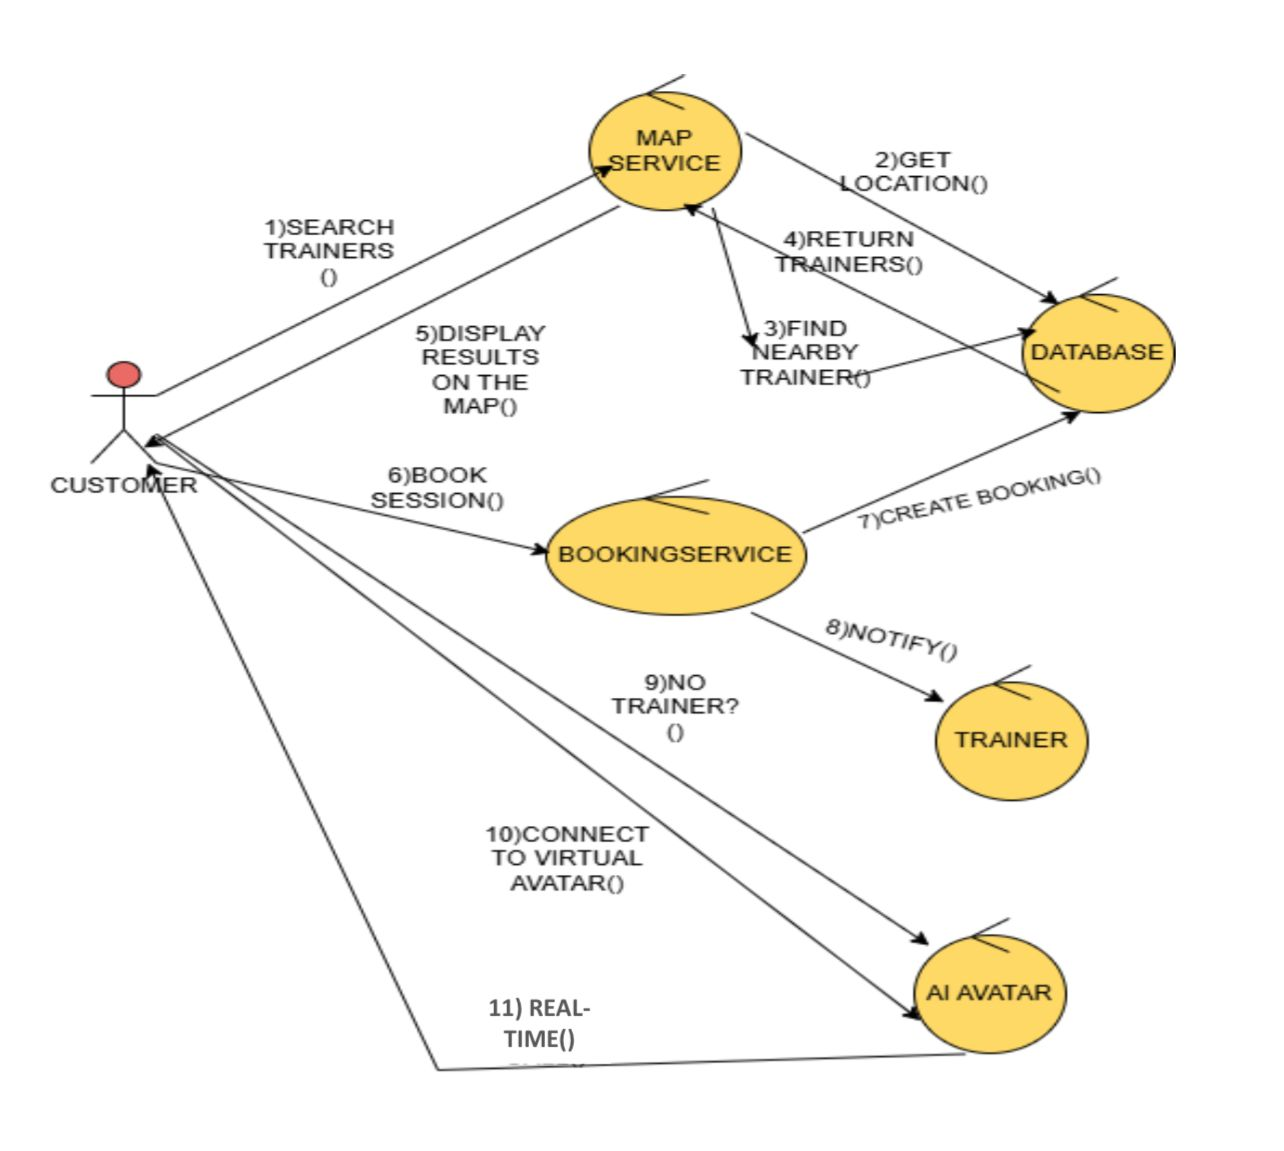 MAP
SERVICE
2)GET
LOCATION()
1)SEARCH
TRAINERS
()
4)RETURN
TRAINERS()
5)DISPLAY
RESULTS
ON THE
MAP()
3)FIND
NEARBY
TRAINER()
DATABASE
CUSTOMER
6)BOOK
SESSION()
7)CREATE BOOKING()
BOOKINGSERVICE
8)NOTIFY()
9)NO
TRAINER?
()
TRAINER
10)CONNECT
TO VIRTUAL
AVATAR()
AI AVATAR
11) REAL-
TIME()